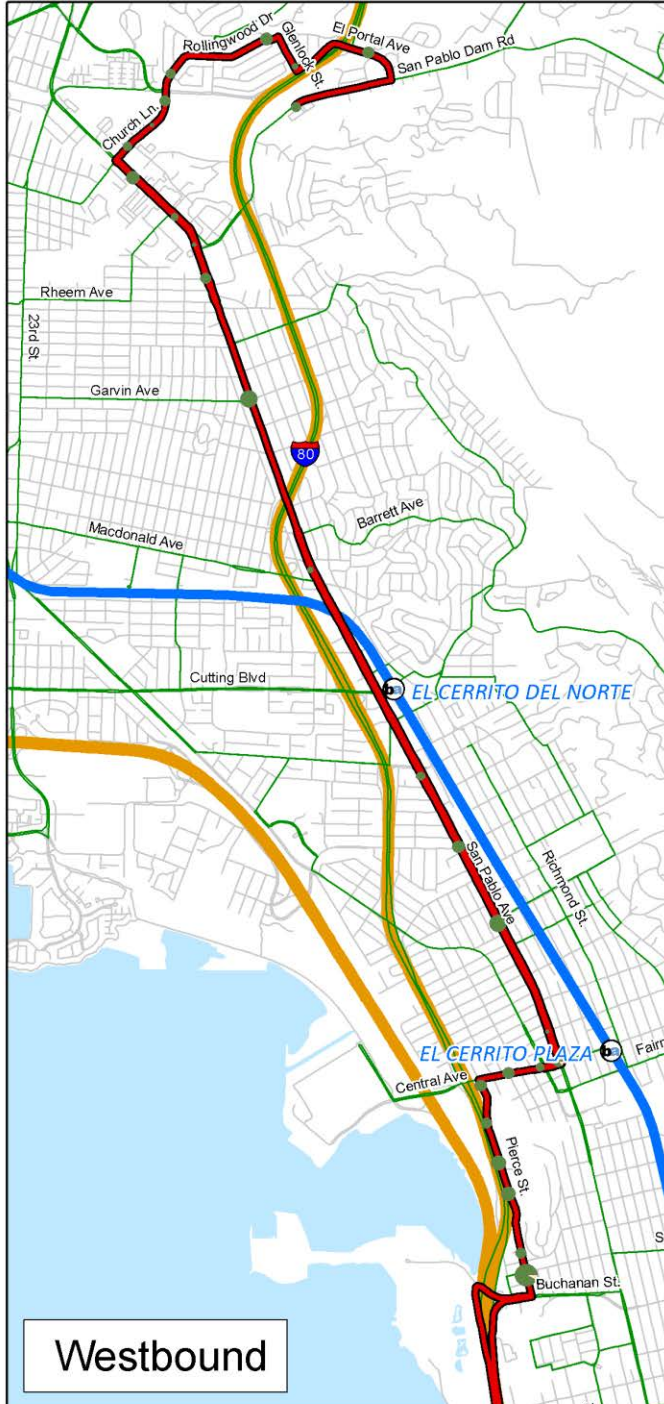 Rollingwood Dr
Glenlock St.
El Portal Ave
San Pablo Dam Rd
Church Ln.
Rheem Ave
23rd St.
Garvin Ave
80
Barrett Ave
Macdonald Ave
Cutting Blvd
ba
EL CERRITO DEL NORTE
San Pablo Ave
Richmond St.
EL CERRITO PLAZA
ba
Fairm
Central Ave
Pierce St.
S
Buchanan St.
Westbound